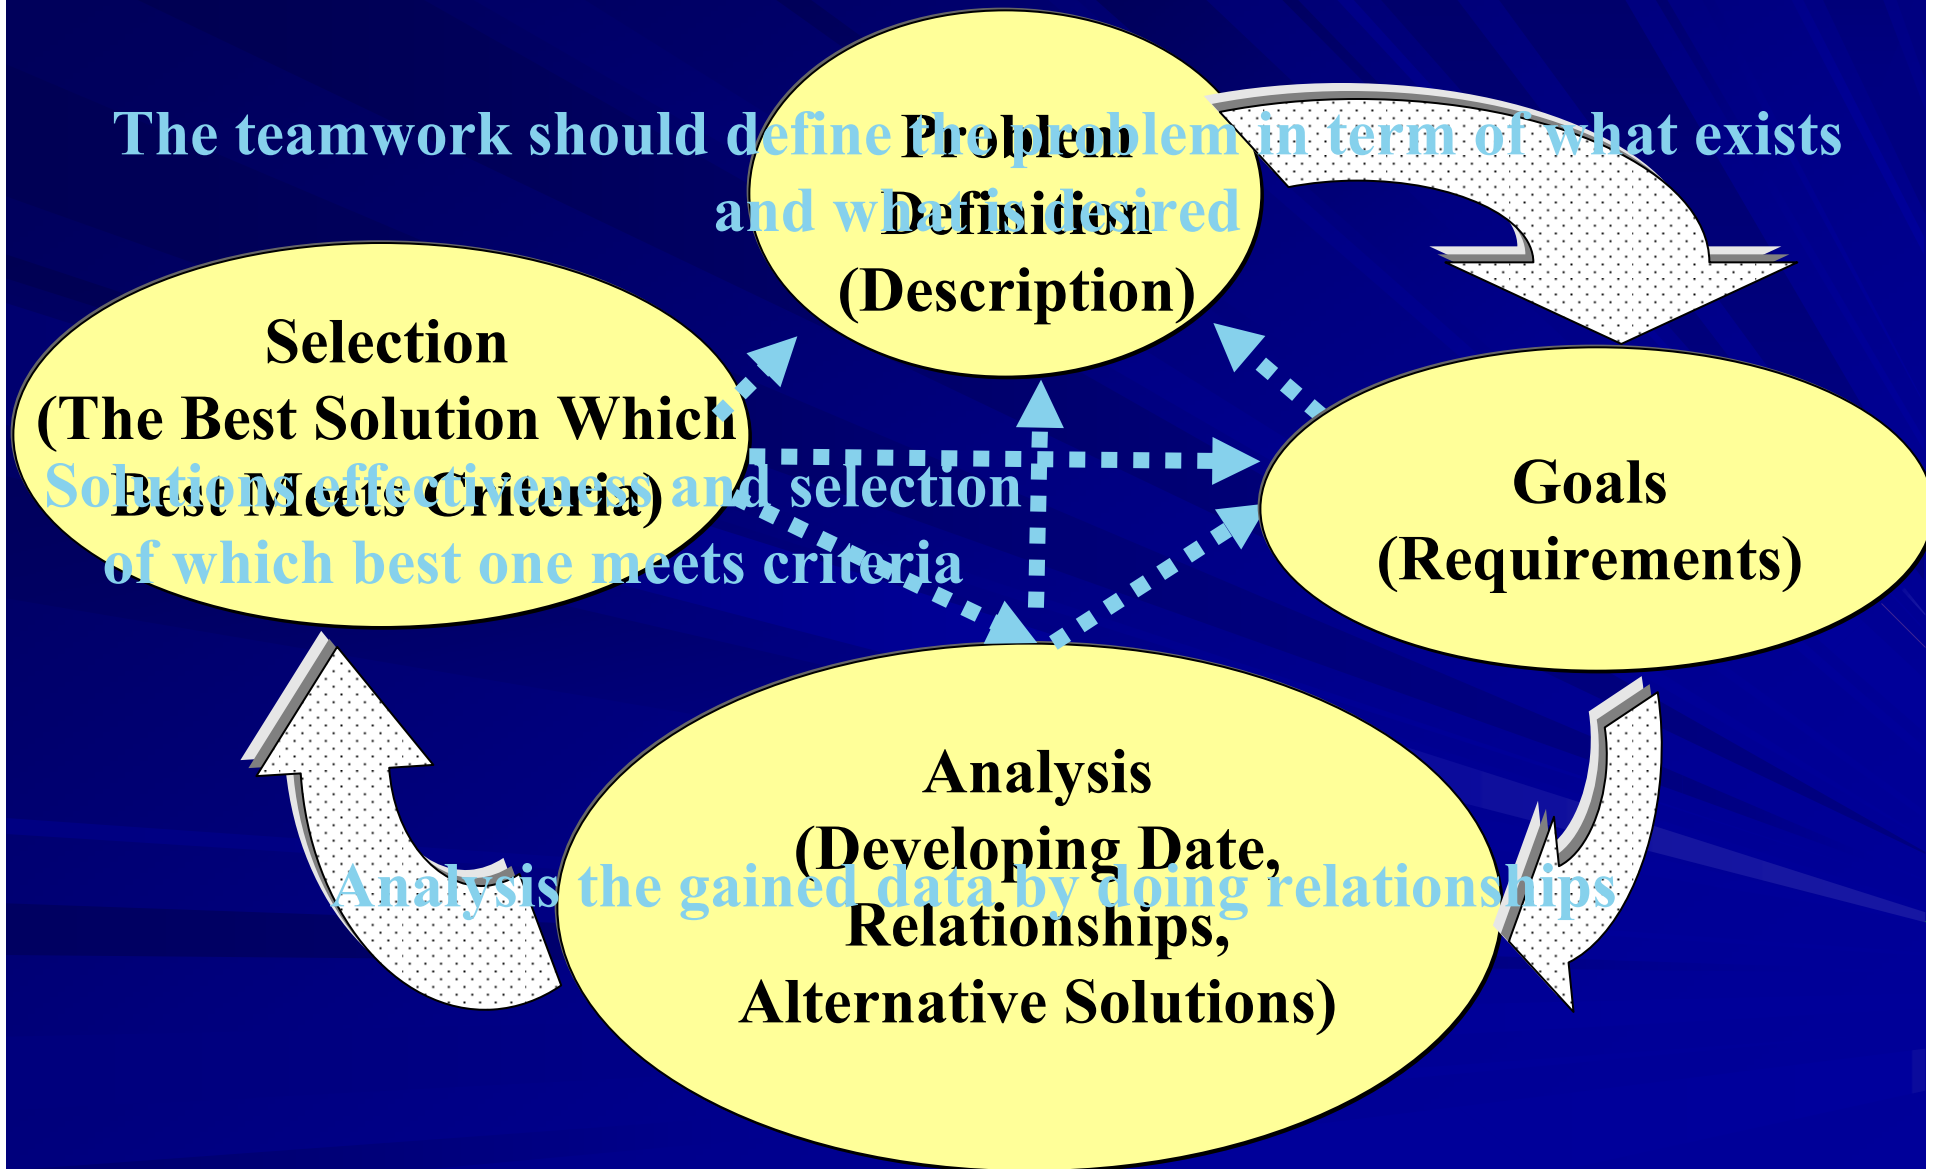 The teamwork should define the problem in term of what exists
and what is desired
Problem
Definition
(Description)
Selection
(The Best Solution Which
Best Meets Criteria)
Solutions effectiveness and selection
of which best one meets criteria
Goals
(Requirements)
Analysis
(Developing Date,
Relationships,
Alternative Solutions)
Analysis the gained data by doing relationships